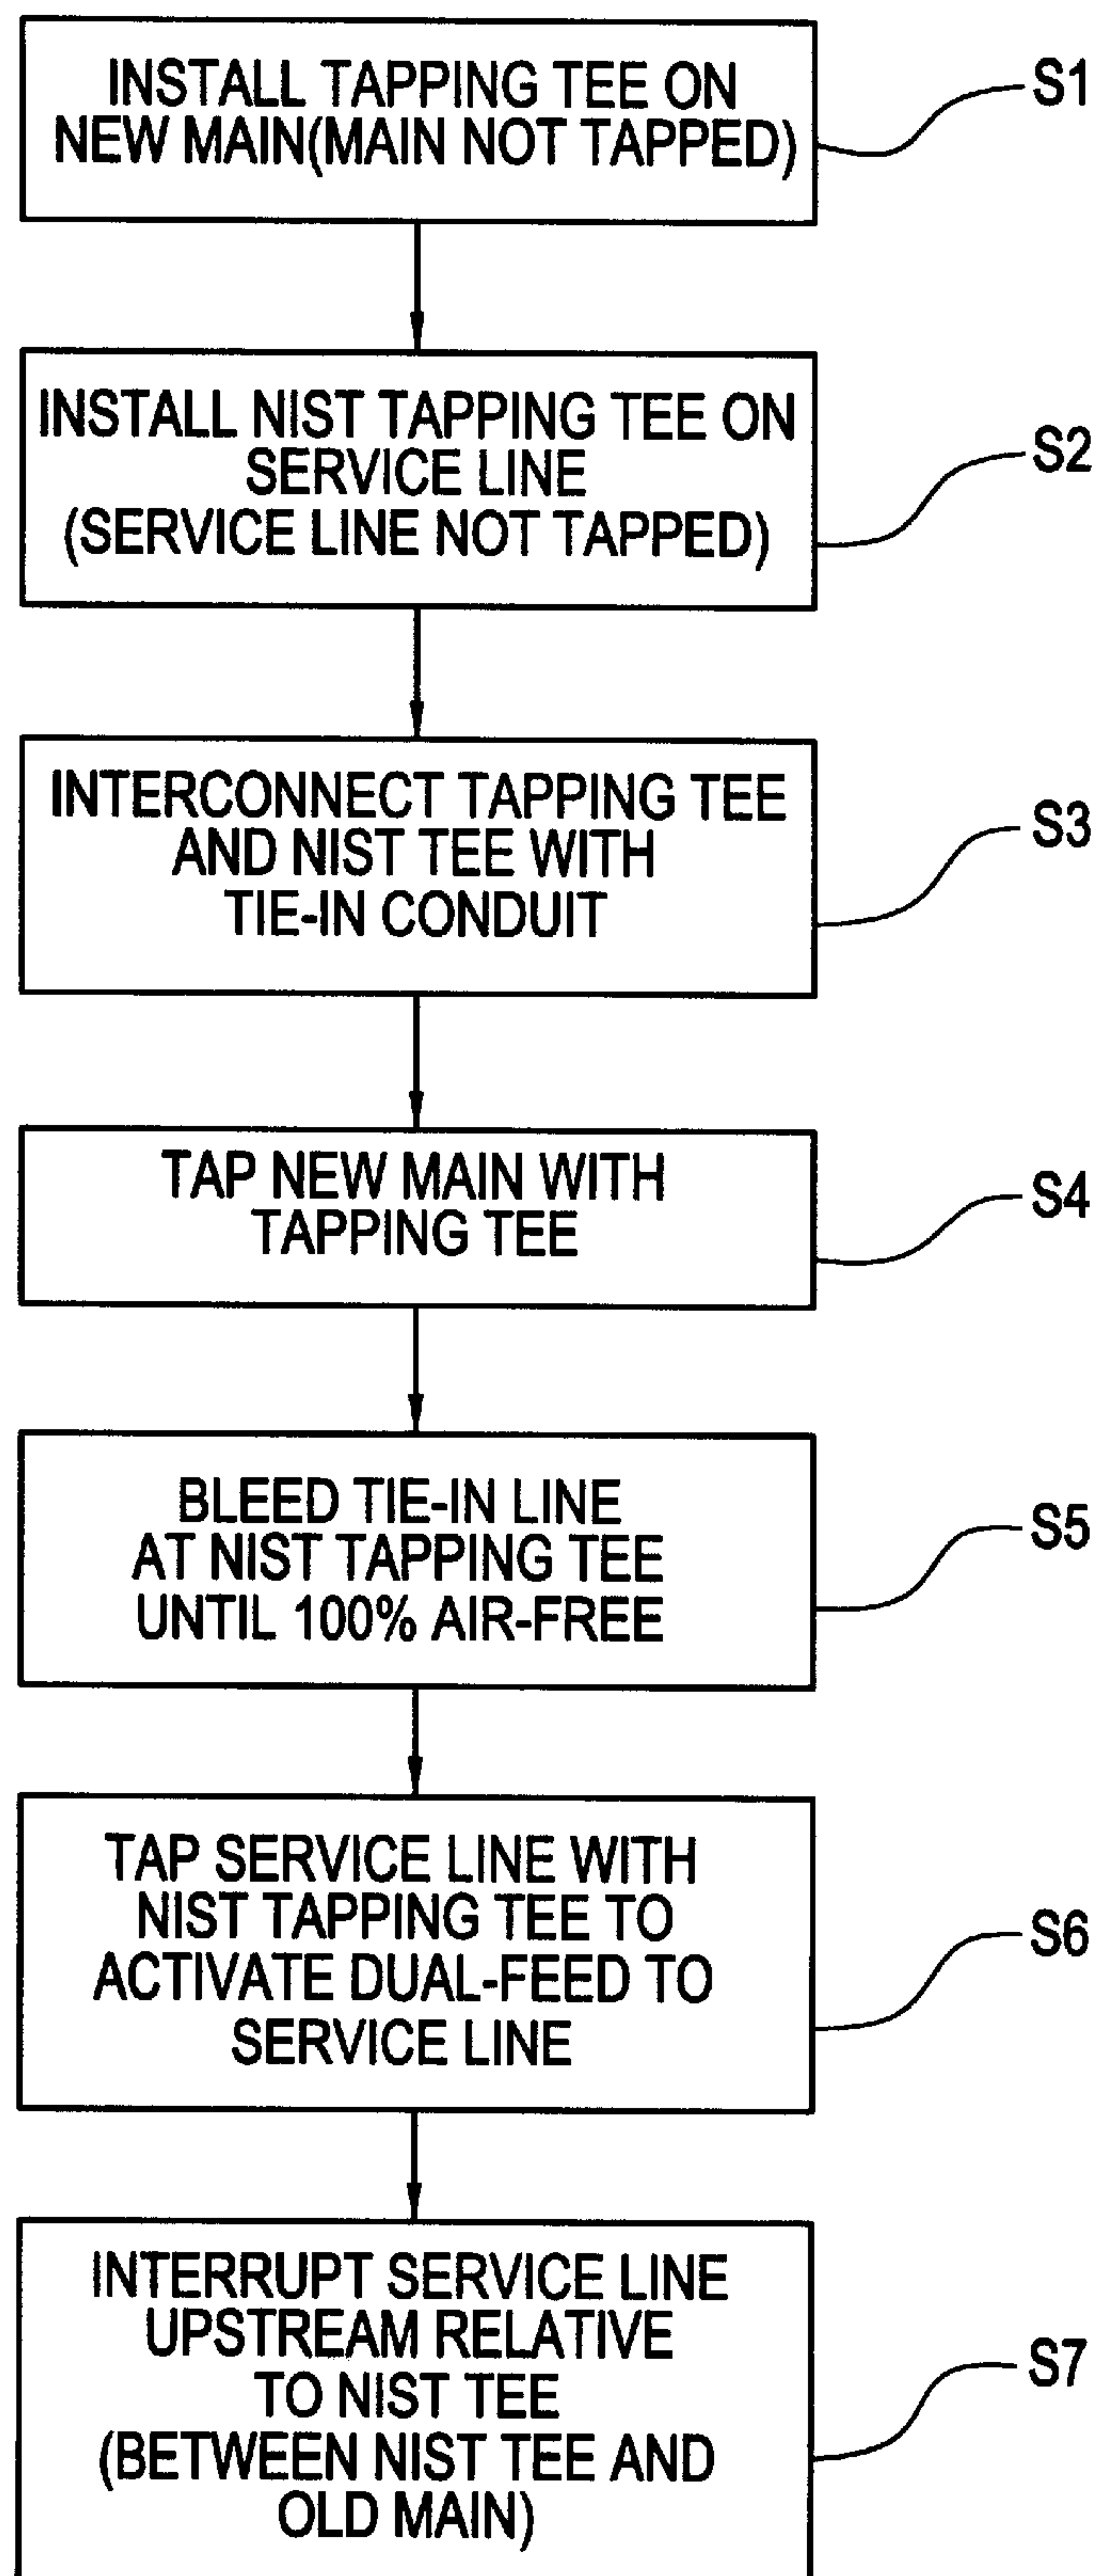 INSTALL TAPPING TEE ON
NEW MAIN(MAIN NOT TAPPED)
S1
INSTALL NIST TAPPING TEE ON
SERVICE LINE
(SERVICE LINE NOT TAPPED)
S2
INTERCONNECT TAPPING TEE
AND NIST TEE WITH
TIE-IN CONDUIT
S3
TAP NEW MAIN WITH
TAPPING TEE
S4
BLEED TIE-IN LINE
AT NIST TAPPING TEE
UNTIL 100% AIR-FREE
S5
TAP SERVICE LINE WITH
NIST TAPPING TEE TO
ACTIVATE DUAL-FEED TO
SERVICE LINE
S6
INTERRUPT SERVICE LINE
UPSTREAM RELATIVE
TO NIST TEE
(BETWEEN NIST TEE AND
OLD MAIN)
S7